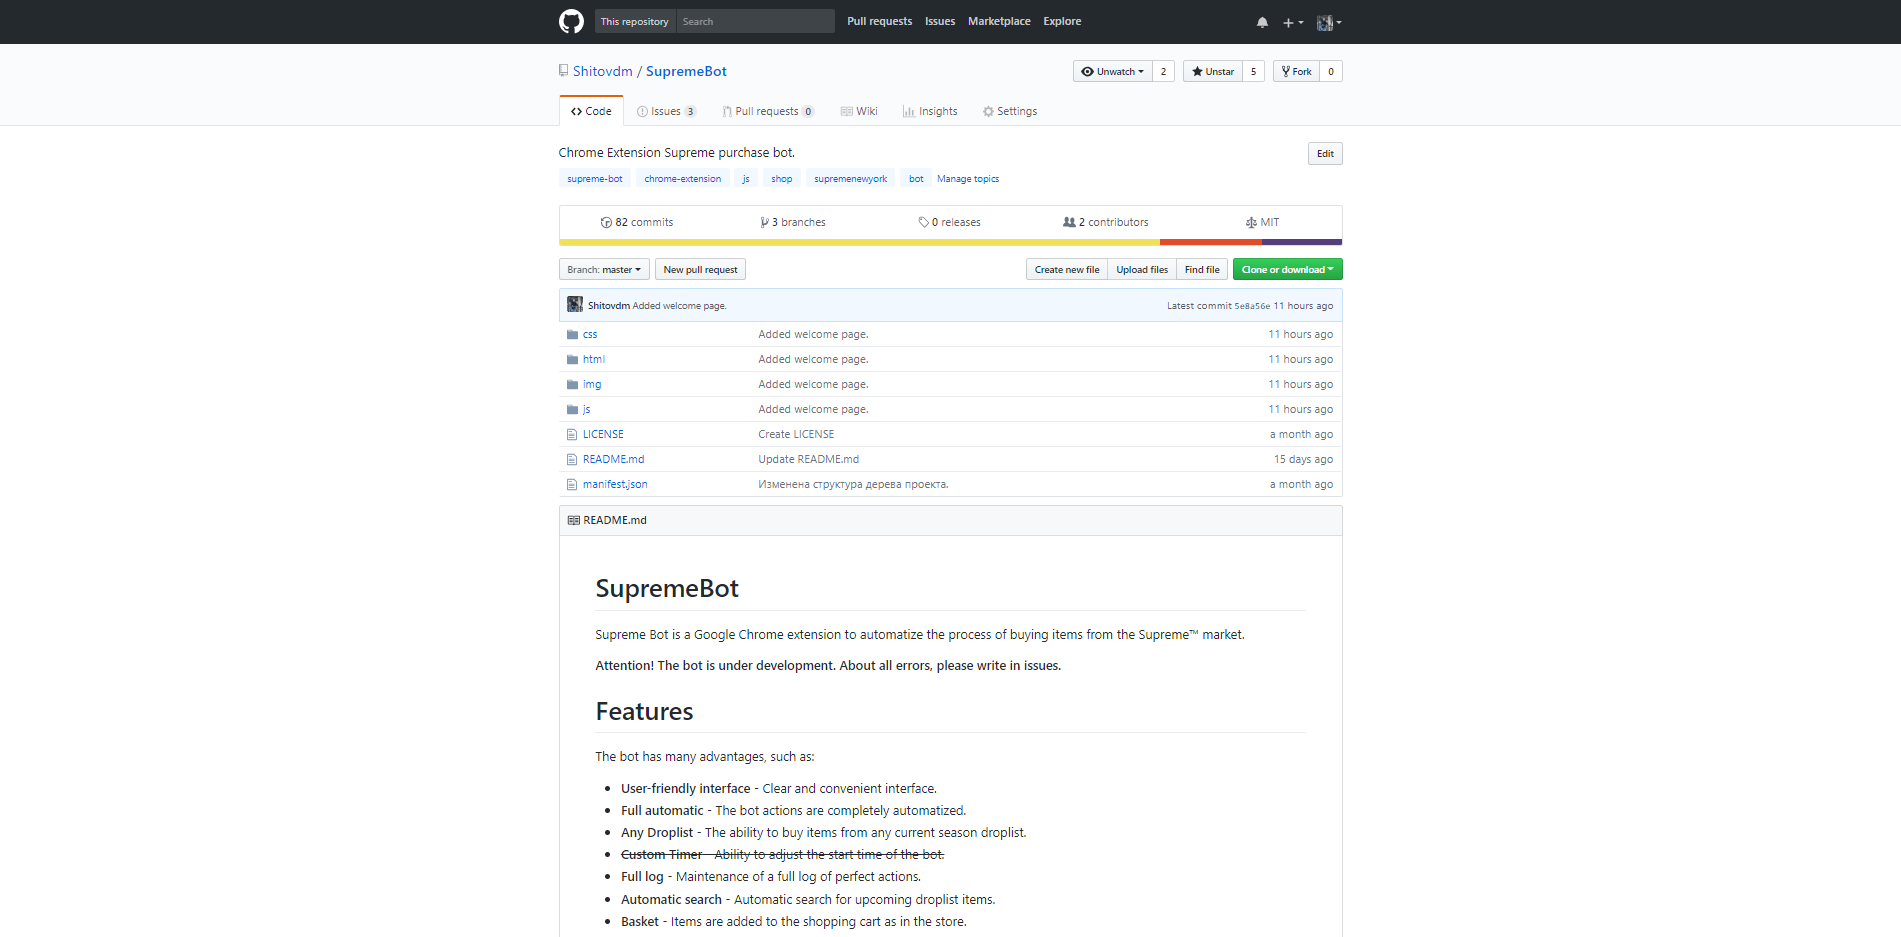 This repository Search Pull requests Issues Marketplace Explore
Shitovdm / SupremeBot Unwatch 2 Unstar 5 Fork 0
Code Issues 3 Pull requests 0 Wiki Insights Settings
Chrome Extension Supreme purchase bot. Edit
supreme-bot chrome-extension js shop supremenewyork bot Manage topics
82 commits 3 branches 0 releases 2 contributors MIT
Branch: master New pull request Create new file Upload files Find file Clone or download
Shitovdm Added welcome page. Latest commit 5e8a56e 11 hours ago
css Added welcome page. 11 hours ago
html Added welcome page. 11 hours ago
img Added welcome page. 11 hours ago
js Added welcome page. 11 hours ago
LICENSE Create LICENSE a month ago
README.md Update README.md 15 days ago
manifest.json Изменена структура дерева проекта. a month ago
README.md
SupremeBot
Supreme Bot is a Google Chrome extension to automatize the process of buying items from the Supreme™ market.
Attention! The bot is under development. About all errors, please write in issues.
Features
The bot has many advantages, such as:
User-friendly interface - Clear and convenient interface.
Full automatic - The bot actions are completely automatized.
Any Droplist - The ability to buy items from any current season droplist.
Custom Timer - Ability to adjust the start time of the bot.
Full log - Maintenance of a full log of perfect actions.
Automatic search - Automatic search for upcoming droplist items.
Basket - Items are added to the shopping cart as in the store.